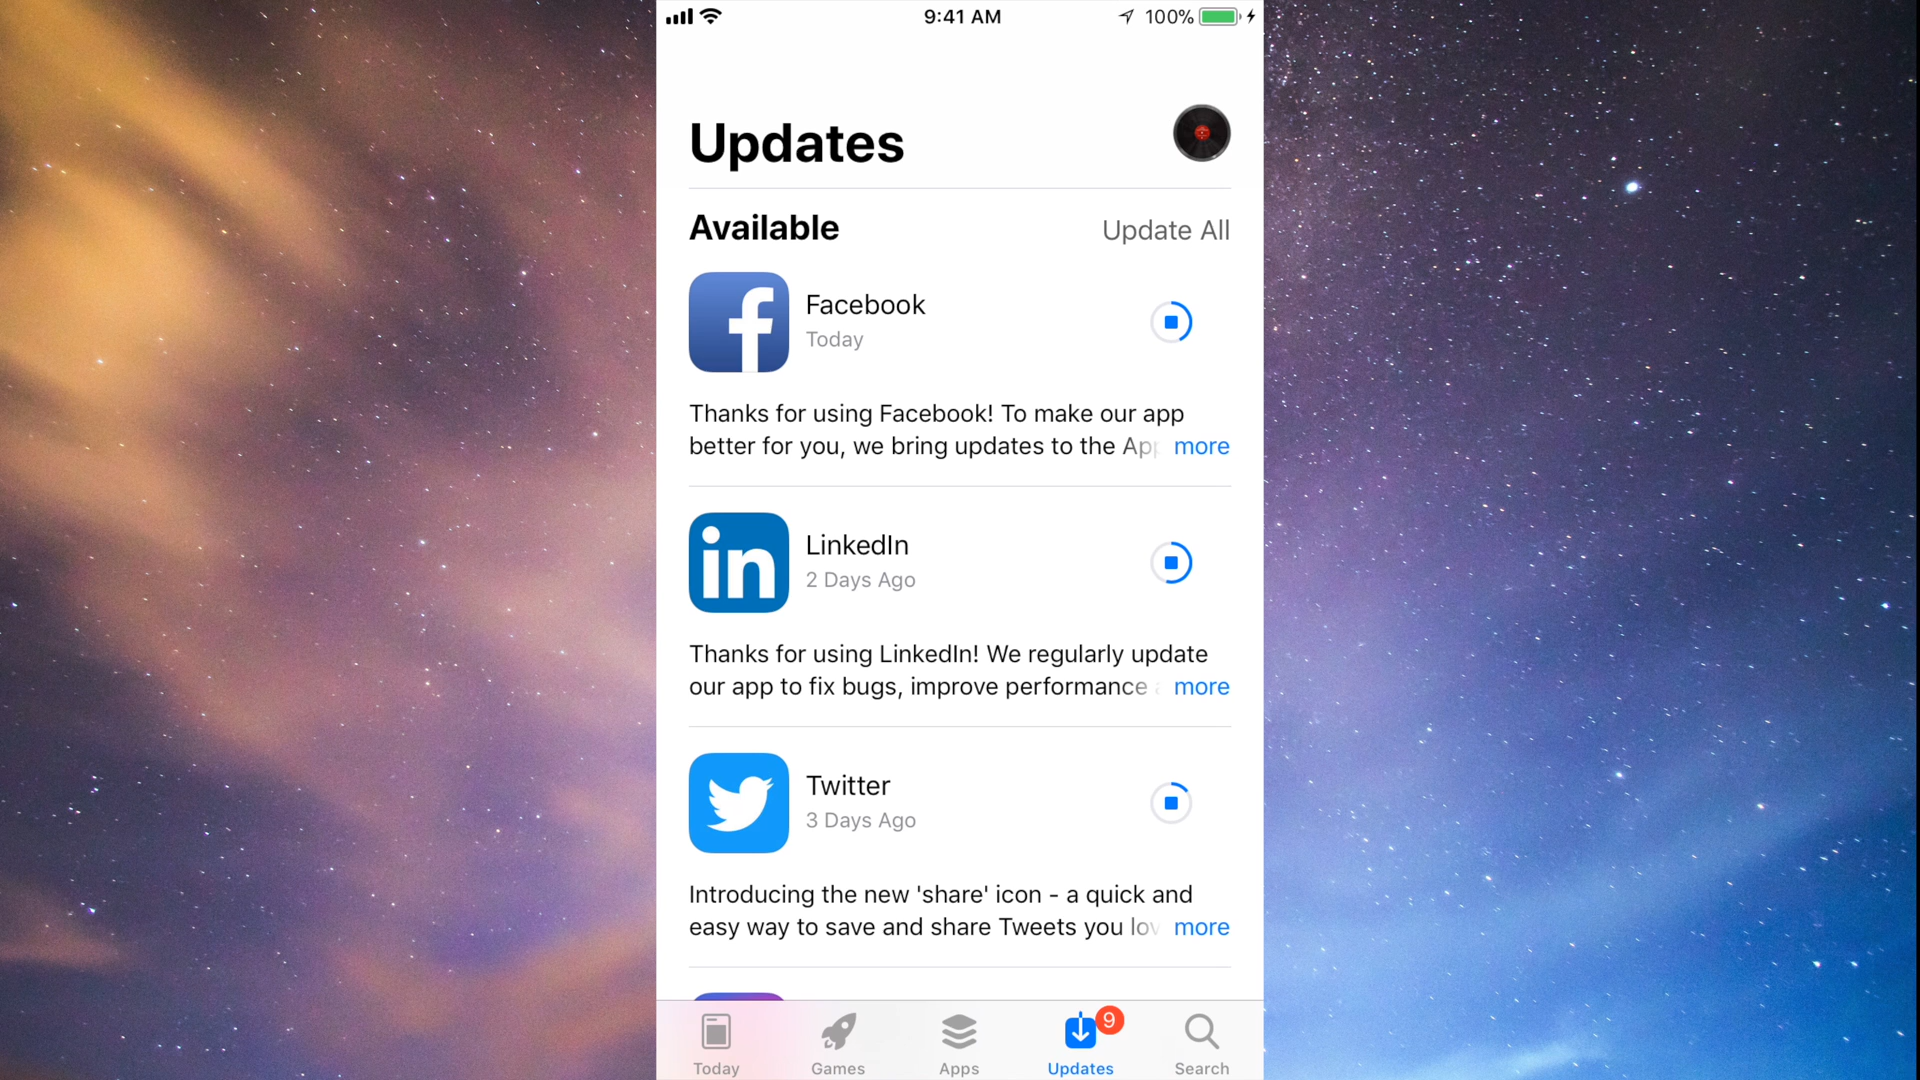 9:41 AM
100%
Updates
Available
Update All
Facebook
Today
Thanks for using Facebook! To make our app
better for you, we bring updates to the App more
LinkedIn
2 Days Ago
Thanks for using LinkedIn! We regularly update
our app to fix bugs, improve performance a more
Twitter
3 Days Ago
Introducing the new 'share' icon - a quick and
easy way to save and share Tweets you lov more
9
Today
Games
Apps
Updates
Search